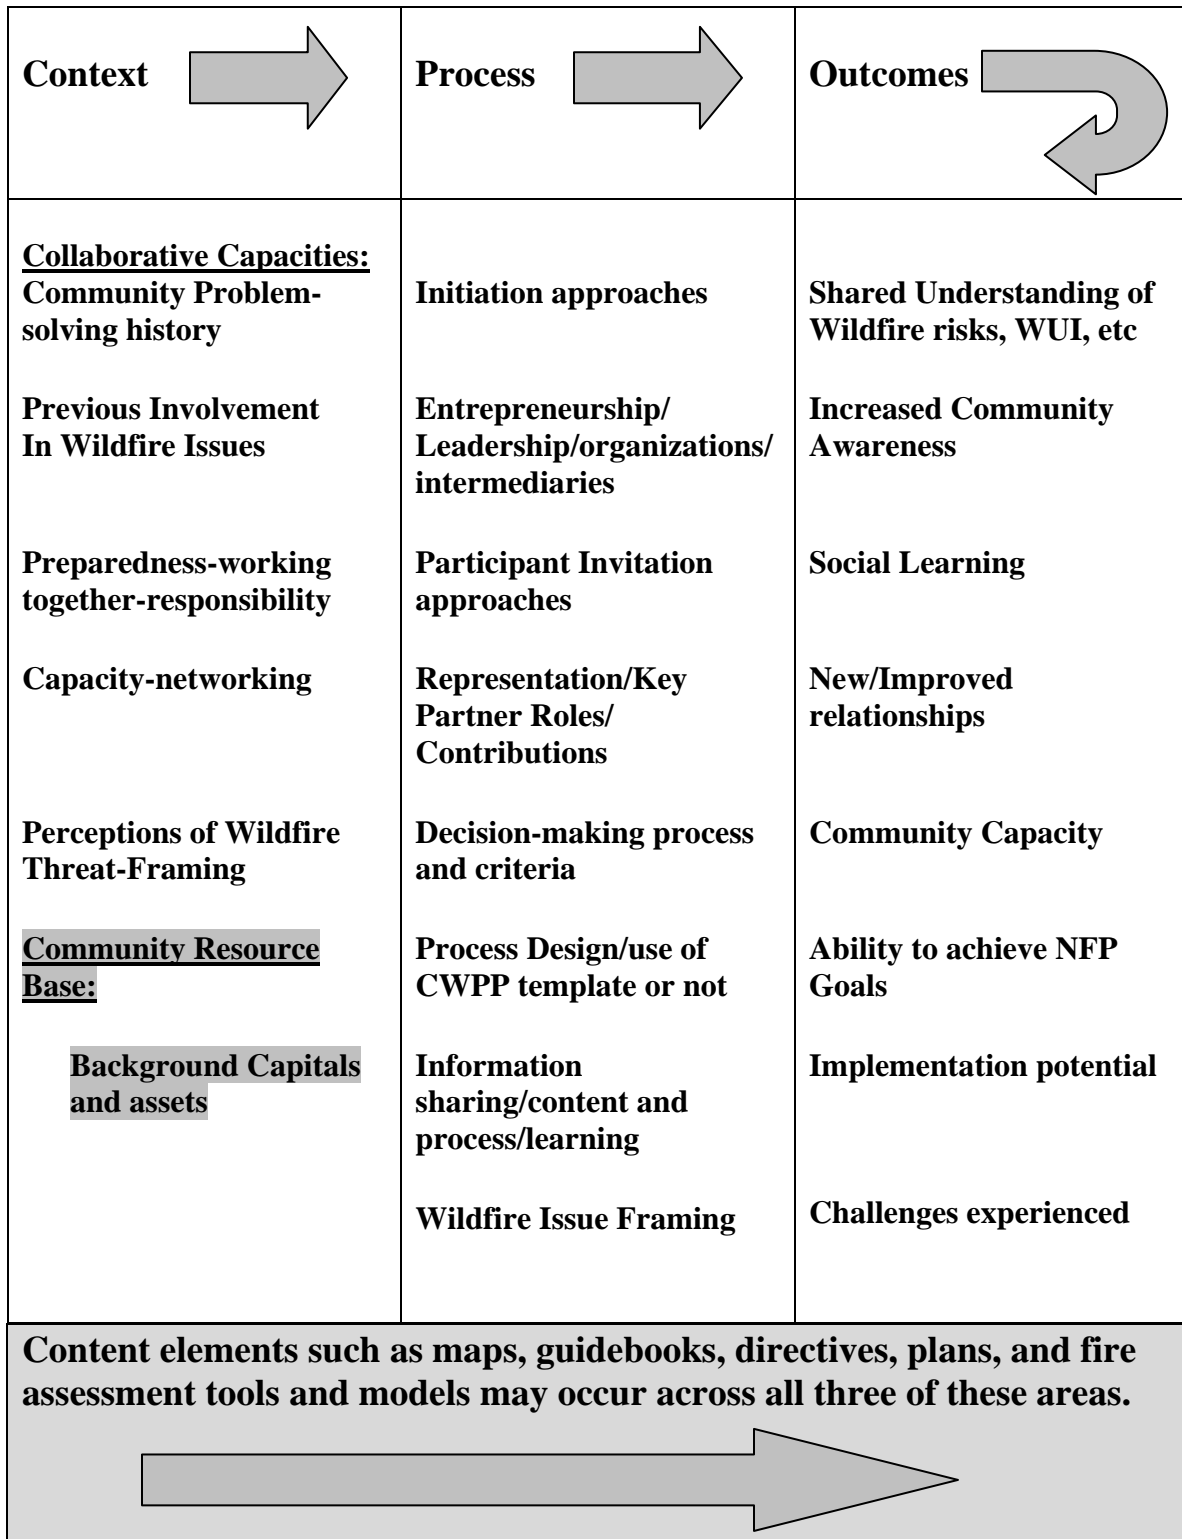 Context
Process
Outcomes
Collaborative Capacities:
Community Problem-
solving history
Previous Involvement
In Wildfire Issues
Preparedness-working
together-responsibility
Capacity-networking
Perceptions of Wildfire
Threat-Framing
Community Resource
Base:
Background Capitals
and assets
Initiation approaches
Entrepreneurship/
Leadership/organizations/
intermediaries
Participant Invitation
approaches
Representation/Key
Partner Roles/
Contributions
Decision-making process
and criteria
Process Design/use of
CWPP template or not
Information
sharing/content and
process/learning
Wildfire Issue Framing
Shared Understanding of
Wildfire risks, WUI, etc
Increased Community
Awareness
Social Learning
New/Improved
relationships
Community Capacity
Ability to achieve NFP
Goals
Implementation potential
Challenges experienced
Content elements such as maps, guidebooks, directives, plans, and fire
assessment tools and models may occur across all three of these areas.